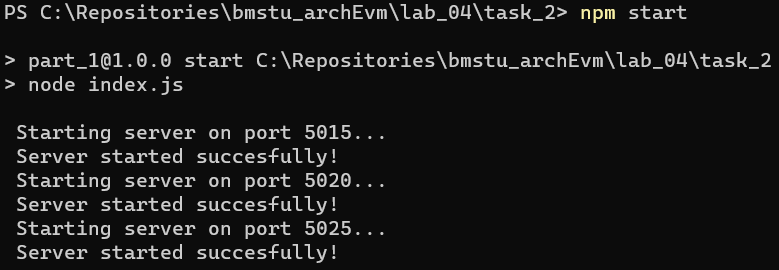 PS C:\Repositories\bmstu_archEvm\lab_04\task_2> npm start
> part_1@1.0.0 start C:\Repositories\bmstu_archEvm\lab_04\task_2
> node index.js
Starting server on port 5015...
Server started succesfully!
Starting server on port 5020...
Server started succesfully!
Starting server on port 5025...
Server started succesfully!